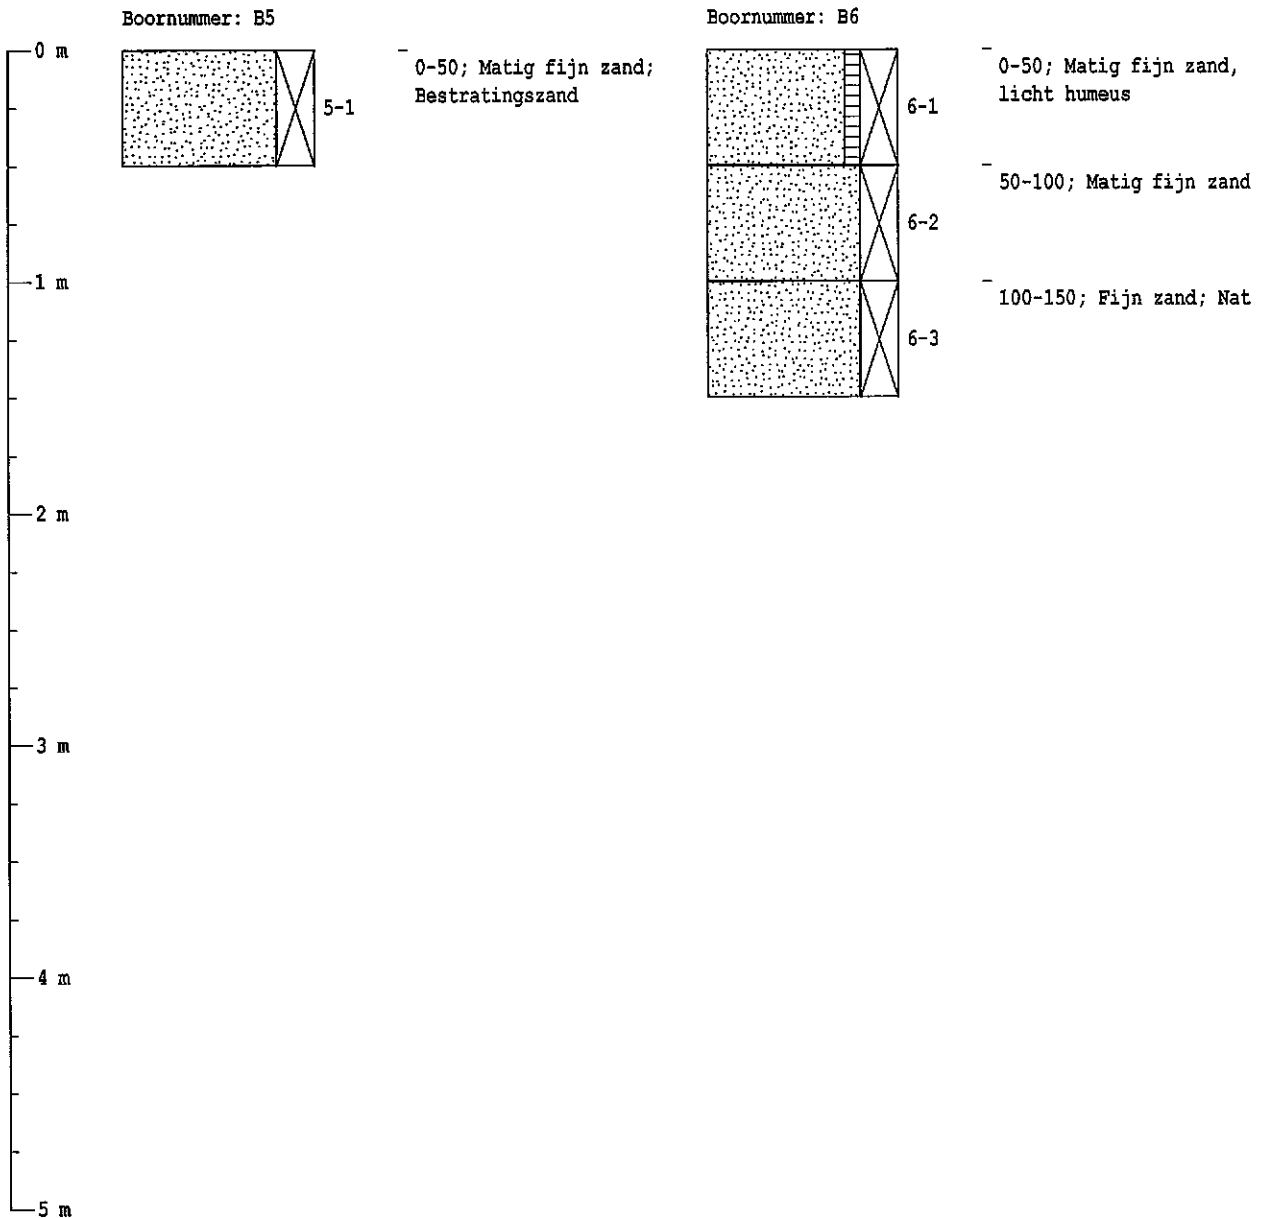 Boornummer: B5
0 m
5-1
0-50; Matig fijn zand;
Bestratingszand
1 m
2 m
3 m
4 m
5 m
Boornummer: B6
6-1
0-50; Matig fijn zand,
licht humeus
6-2
50-100; Matig fijn zand
6-3
100-150; Fijn zand; Nat